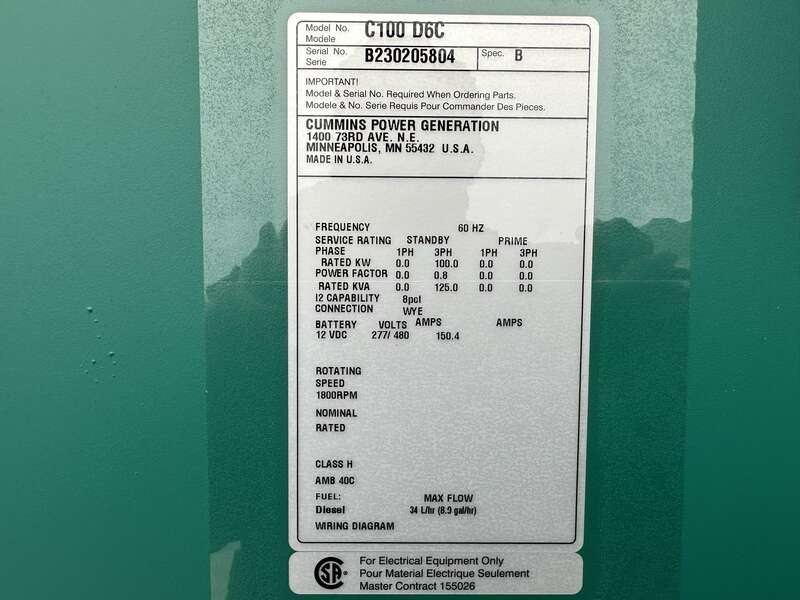 Model No. C100 D6C
Modele
Serial No. B230205804 Spec. B
Serie
IMPORTANT!
Model & Serial No. Required When Ordering Parts.
Modele & No. Serie Requis Pour Commander Des Pieces.
CUMMINS POWER GENERATION
1400 73RD AVE. N.E.
MINNEAPOLIS, MN 55432 U.S.A.
MADE IN U.S.A.
FREQUENCY 60 HZ
SERVICE RATING STANDBY PRIME
PHASE 1PH 3PH 1PH 3PH
RATED KW 0.0 100.0 0.0 0.0
POWER FACTOR 0.0 0.8 0.0 0.0
RATED KVA 0.0 125.0 0.0 0.0
I2 CAPABILITY 8pct
CONNECTION WYE
BATTERY VOLTS AMPS AMPS
12 VDC 277/ 480 150.4
ROTATING
SPEED
1800RPM
NOMINAL
RATED
CLASS H
AMB 40C
FUEL: MAX FLOW
Diesel 34 L/hr (8.9 gal/hr)
WIRING DIAGRAM
SA For Electrical Equipment Only
Pour Material Electrique Seulement
Master Contract 155026